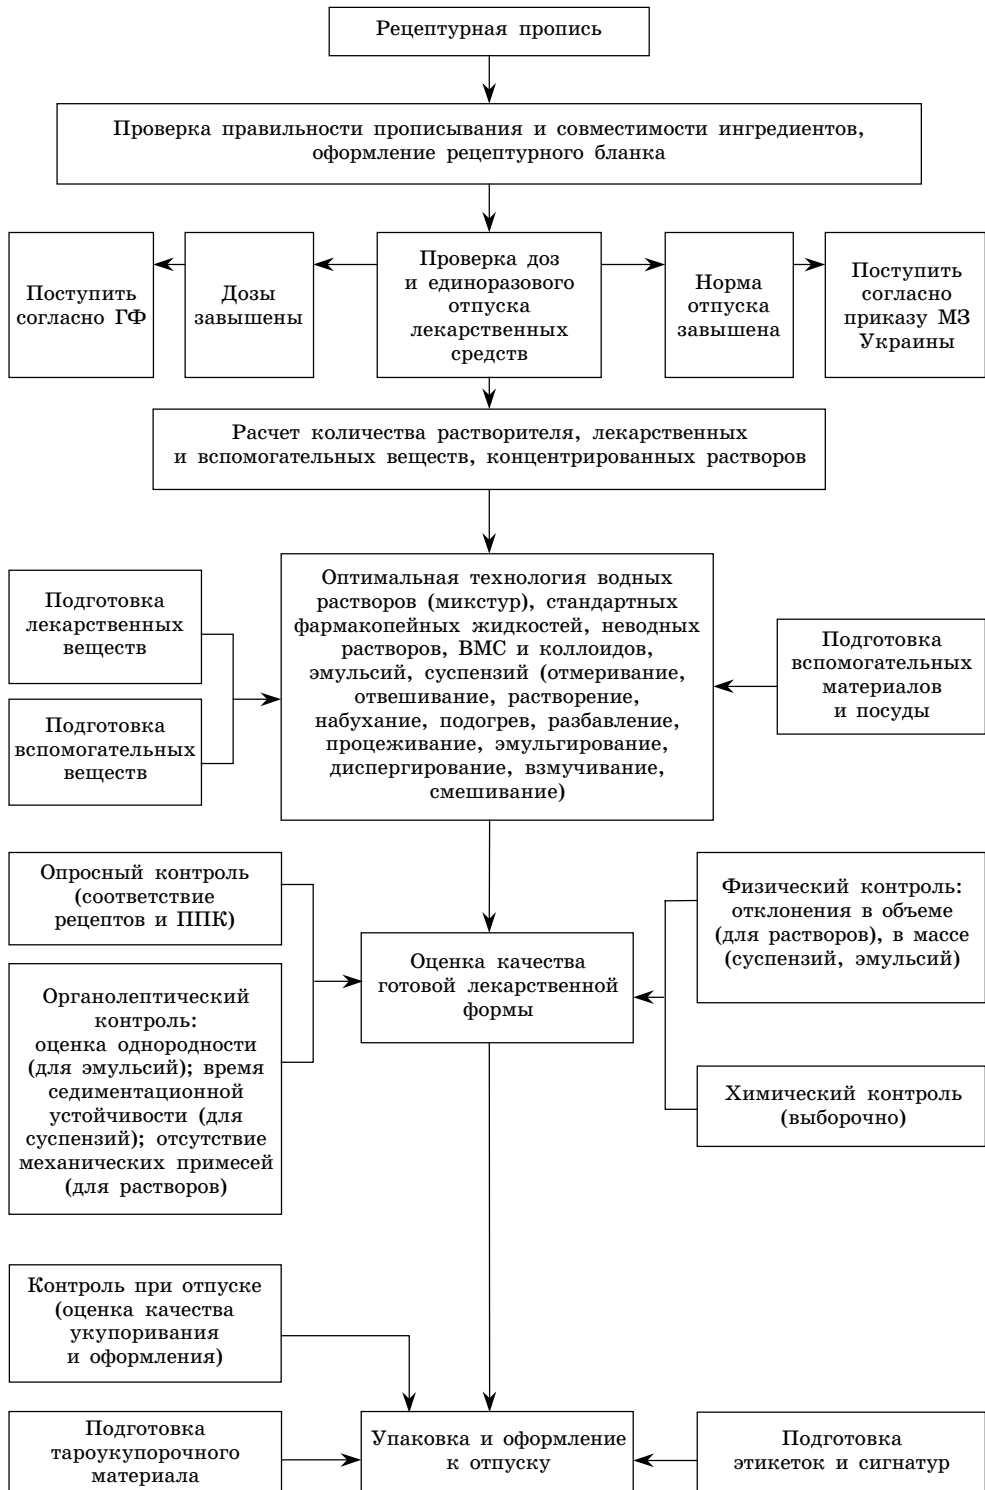 Рецептурная пропись
Проверка правильности прописывания и совместимости ингредиентов,
оформление рецептурного бланка
Поступить
согласно ГФ
Дозы
завышены
Проверка доз
и единоразового
отпуска
лекарственных
средств
Норма
отпуска
завышена
Поступить
согласно
приказу МЗ
Украины
Расчет количества растворителя, лекарственных
и вспомогательных веществ, концентрированных растворов
Подготовка
лекарственных
веществ
Подготовка
вспомогательных
веществ
Оптимальная технология водных
растворов (микстур), стандартных
фармакопейных жидкостей, неводных
растворов, ВМС и коллоидов,
эмульсий, суспензий (отмеривание,
отвешивание, растворение,
набухание, подогрев, разбавление,
процеживание, эмульгирование,
диспергирование, взмучивание,
смешивание)
Подготовка
вспомогательных
материалов
и посуды
Опросный контроль
(соответствие
рецептов и ППК)
Органолептический
контроль:
оценка однородности
(для эмульсий); время
седиментационной
устойчивости (для
суспензий); отсутствие
механических примесей
(для растворов)
Оценка качества
готовой лекарственной
формы
Физический контроль:
отклонения в объеме
(для растворов), в массе
(суспензий, эмульсий)
Химический контроль
(выборочно)
Контроль при отпуске
(оценка качества
укупоривания
и оформления)
Подготовка
тароукупорочного
материала
Упаковка и оформление
к отпуску
Подготовка
этикеток и сигнатур